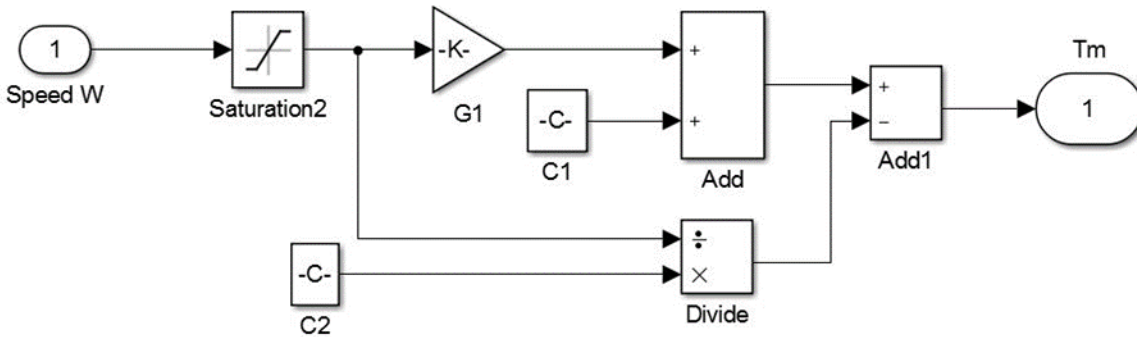 1
Speed W
Saturation2
-K-
G1
-C-
C1
+
+
Add
-C-
C2
÷
×
Divide
+
−
Add1
Tm
1